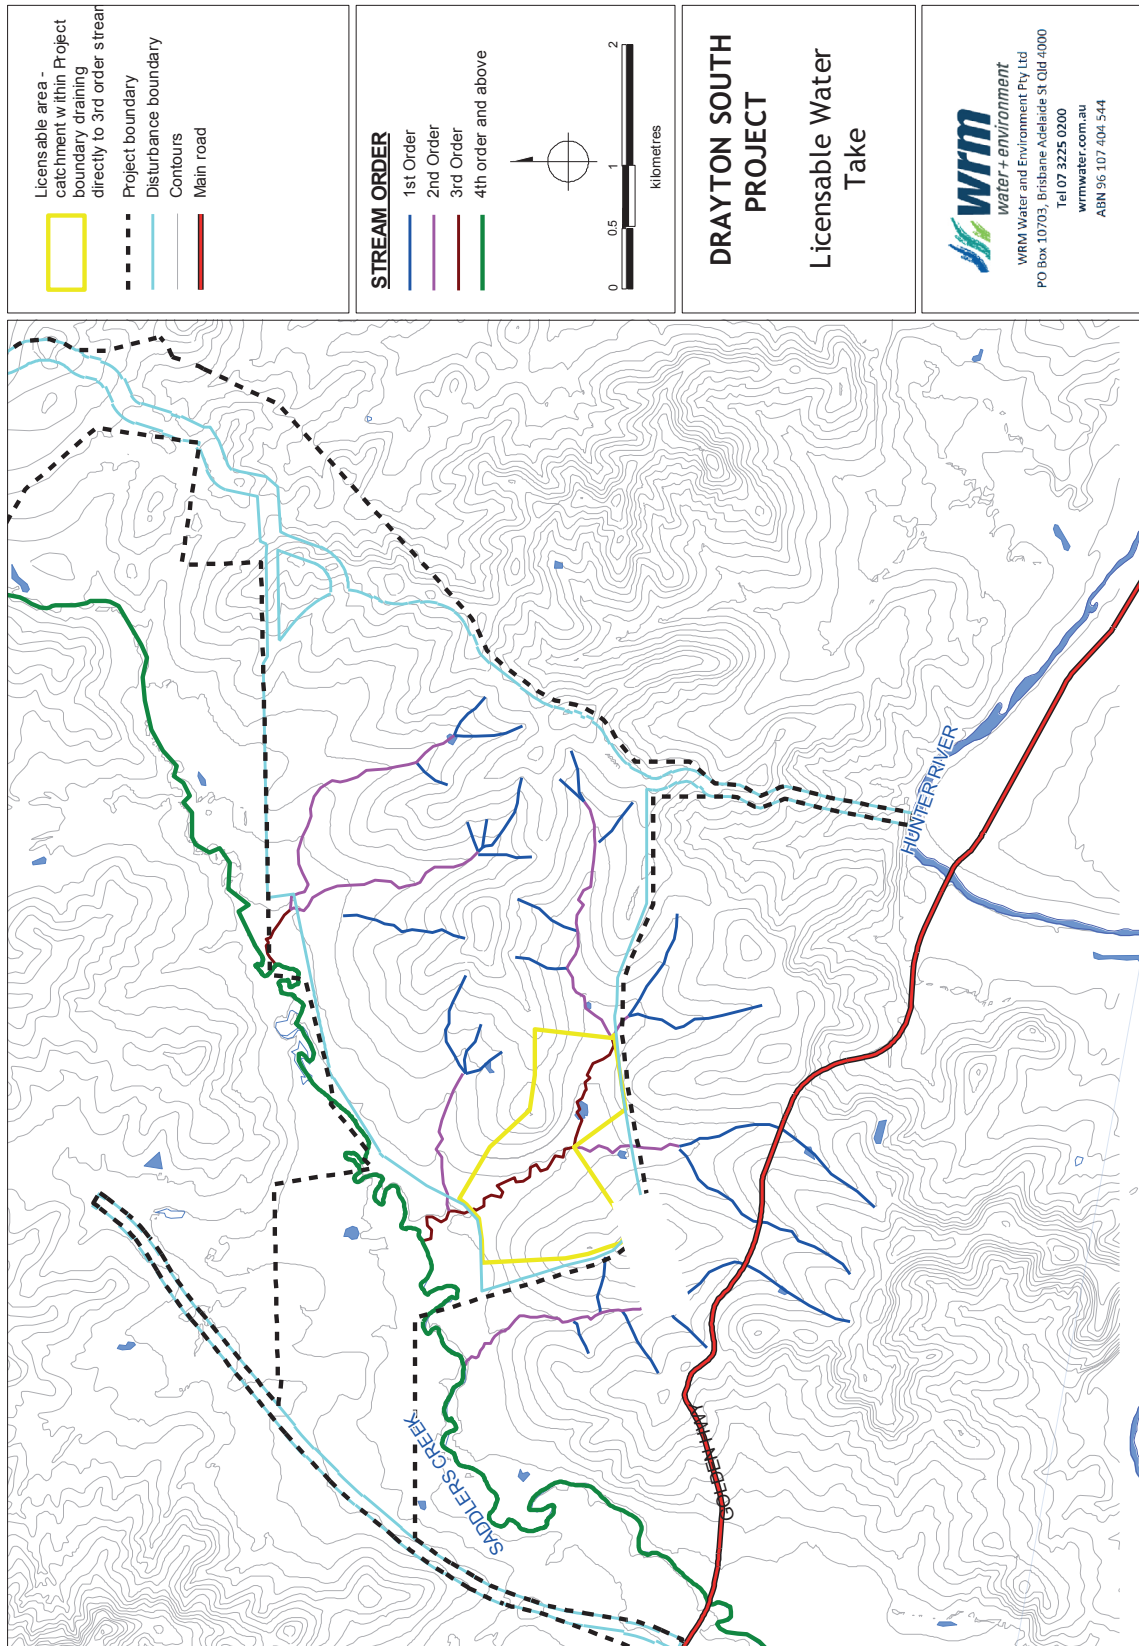 Licensable area -
catchment within Project
boundary draining
directly to 3rd order stream
Project boundary
Disturbance boundary
Contours
Main road
STREAM ORDER
1st Order
2nd Order
3rd Order
4th order and above
0
0.5
1
2
kilometres
DRAYTON SOUTH
PROJECT
Licensable Water
Take
wrm
water + environment
WRM Water and Environment Pty Ltd
PO Box 10703, Brisbane Adelaide St Qld 4000
Tel 07 3225 0200
wrmwater.com.au
ABN 96 107 404 544
SADDLERS CREEK
HUNTER RIVER
GOLDEN HWY